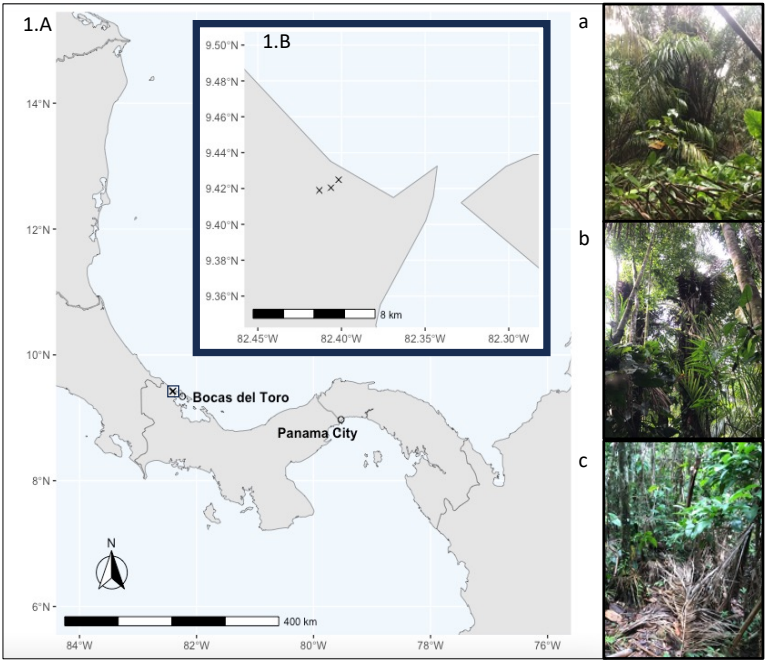 1.A
1.B
a
9.50°N
9.48°N
9.46°N
9.44°N
9.42°N
9.40°N
9.38°N
9.36°N
8 km
82.45°W 82.40°W 82.35°W 82.30°W
14°N
12°N
b
10°N
Bocas del Toro
Panama City
c
8°N
N
6°N
400 km
84°W 82°W 80°W 78°W 76°W